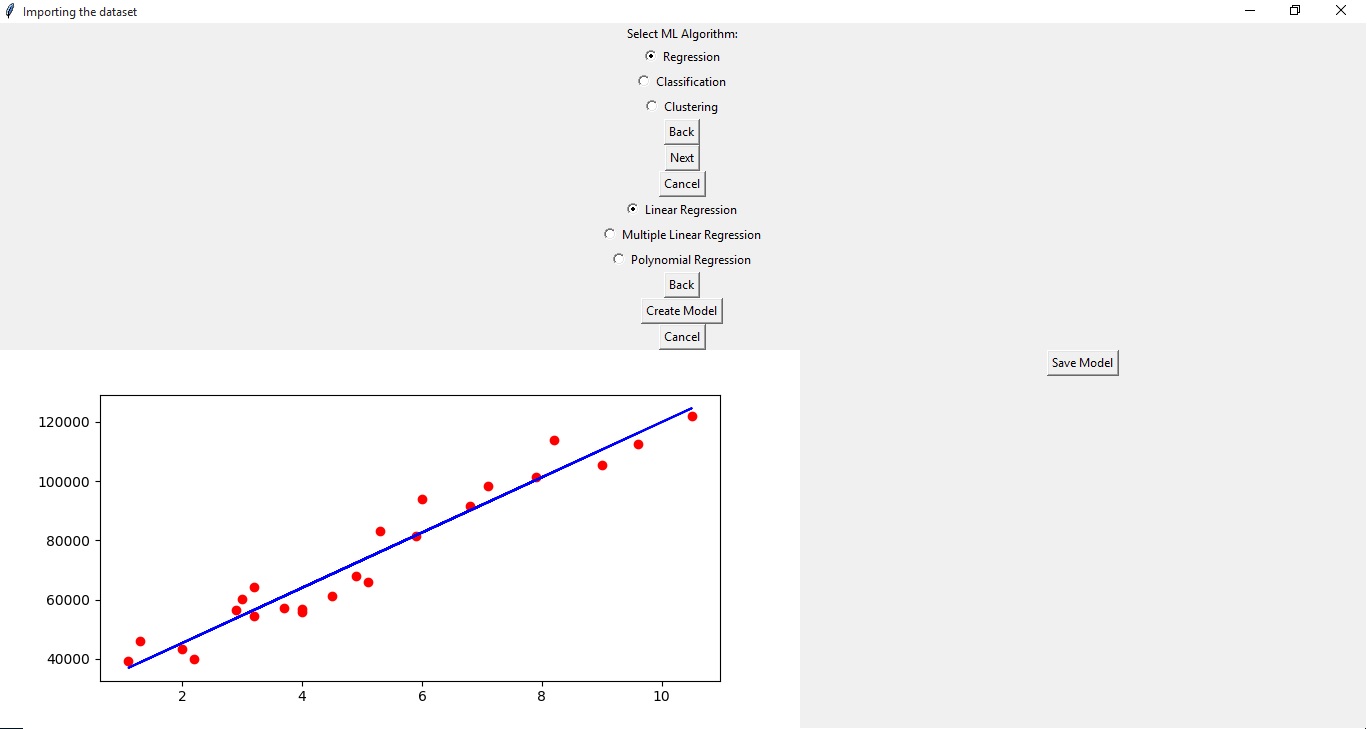 Importing the dataset
Select ML Algorithm:
Regression
Classification
Clustering
Back
Next
Cancel
Linear Regression
Multiple Linear Regression
Polynomial Regression
Back
Create Model
Cancel
Save Model
120000
100000
80000
60000
40000
2 4 6 8 10